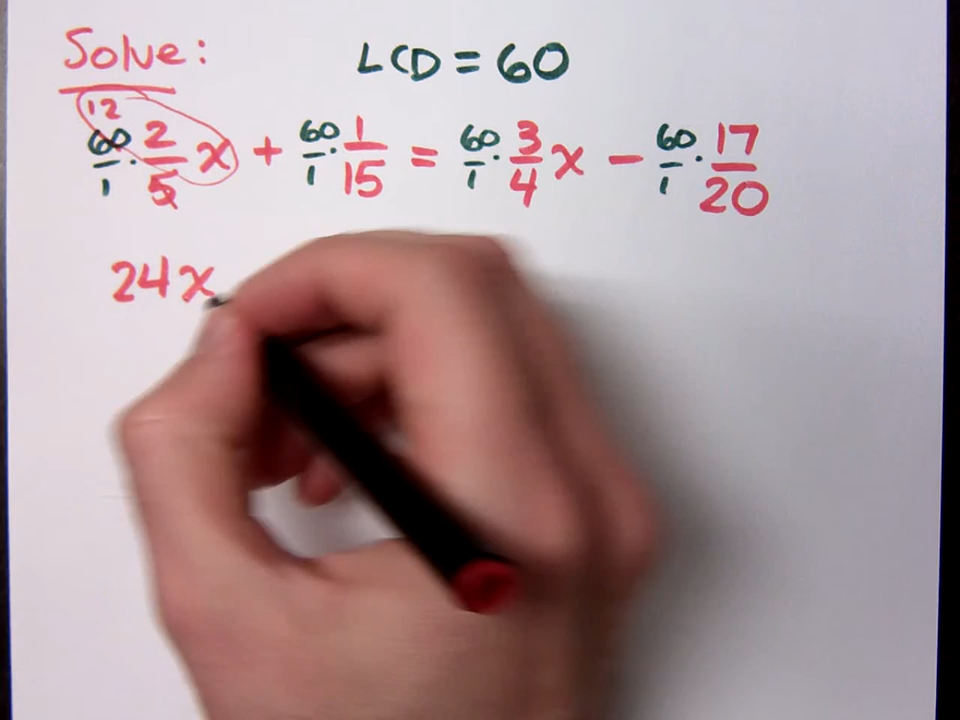 Solve: LCD = 60
12
60/1 · 2/5 x + 60/1 · 1/15 = 60/1 · 3/4 x − 60/1 · 17/20
24x